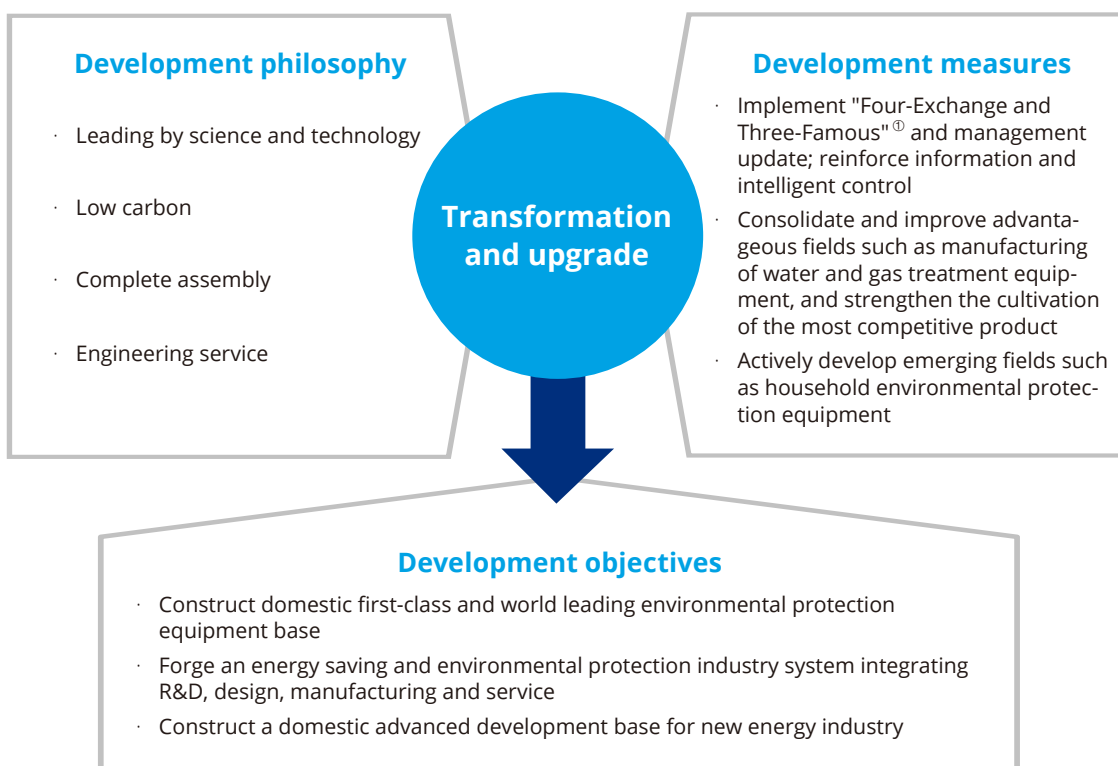 Development philosophy
· Leading by science and technology
· Low carbon
· Complete assembly
· Engineering service
Transformation
and upgrade
Development measures
· Implement "Four-Exchange and
Three-Famous" ① and management
update; reinforce information and
intelligent control
· Consolidate and improve advanta-
geous fields such as manufacturing
of water and gas treatment equip-
ment, and strengthen the cultivation
of the most competitive product
· Actively develop emerging fields such
as household environmental protec-
tion equipment
Development objectives
· Construct domestic first-class and world leading environmental protection
equipment base
· Forge an energy saving and environmental protection industry system integrating
R&D, design, manufacturing and service
· Construct a domestic advanced development base for new energy industry